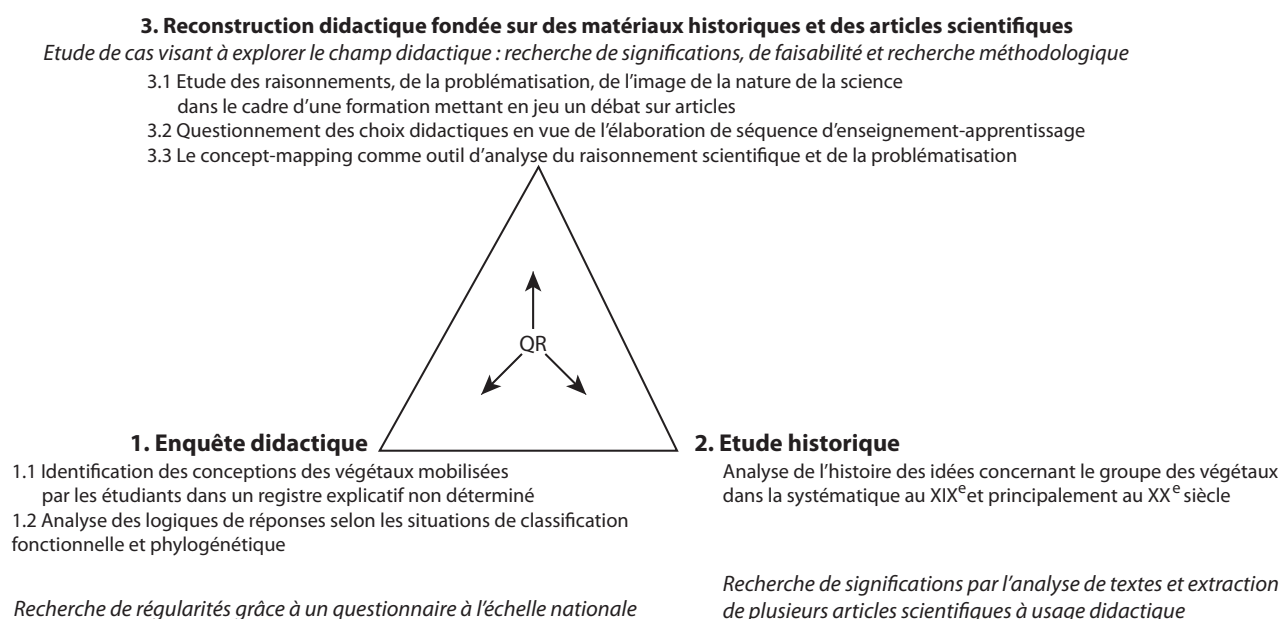 3. Reconstruction didactique fondée sur des matériaux historiques et des articles scientifiques
Etude de cas visant à explorer le champ didactique : recherche de significations, de faisabilité et recherche méthodologique
3.1 Etude des raisonnements, de la problématisation, de l’image de la nature de la science
dans le cadre d’une formation mettant en jeu un débat sur articles
3.2 Questionnement des choix didactiques en vue de l’élaboration de séquence d’enseignement-apprentissage
3.3 Le concept-mapping comme outil d’analyse du raisonnement scientifique et de la problématisation
QR
1. Enquête didactique
1.1 Identification des conceptions des végétaux mobilisées
par les étudiants dans un registre explicatif non déterminé
1.2 Analyse des logiques de réponses selon les situations de classification
fonctionnelle et phylogénétique
Recherche de régularités grâce à un questionnaire à l’échelle nationale
2. Etude historique
Analyse de l’histoire des idées concernant le groupe des végétaux
dans la systématique au XIXe et principalement au XXe siècle
Recherche de significations par l’analyse de textes et extraction
de plusieurs articles scientifiques à usage didactique